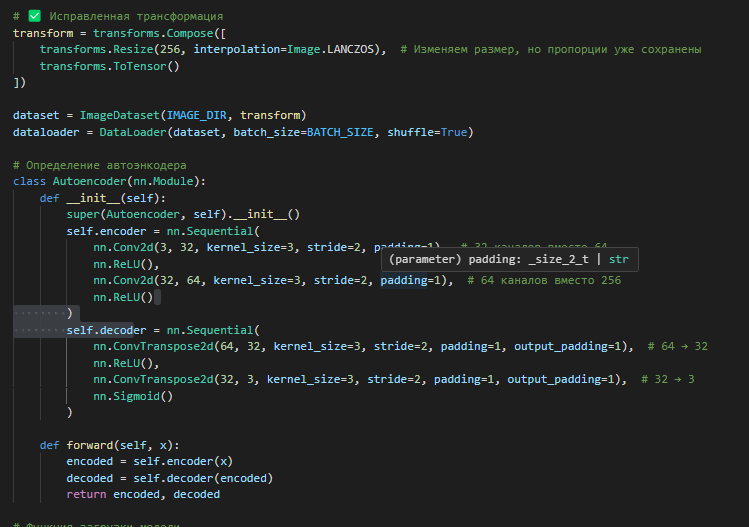 # ✅ Исправленная трансформация
transform = transforms.Compose([
    transforms.Resize(256, interpolation=Image.LANCZOS),  # Изменяем размер, но пропорции уже сохранены
    transforms.ToTensor()
])

dataset = ImageDataset(IMAGE_DIR, transform)
dataloader = DataLoader(dataset, batch_size=BATCH_SIZE, shuffle=True)

# Определение автоэнкодера
class Autoencoder(nn.Module):
    def __init__(self):
        super(Autoencoder, self).__init__()
        self.encoder = nn.Sequential(
            nn.Conv2d(3, 32, kernel_size=3, stride=2, padding=1),  # 32 каналов вместо 64
            nn.ReLU(),
(parameter) padding: _size_2_t | str
            nn.Conv2d(32, 64, kernel_size=3, stride=2, padding=1),  # 64 каналов вместо 256
            nn.ReLU()
        )
        self.decoder = nn.Sequential(
            nn.ConvTranspose2d(64, 32, kernel_size=3, stride=2, padding=1, output_padding=1),  # 64 → 32
            nn.ReLU(),
            nn.ConvTranspose2d(32, 3, kernel_size=3, stride=2, padding=1, output_padding=1),  # 32 → 3
            nn.Sigmoid()
        )

    def forward(self, x):
        encoded = self.encoder(x)
        decoded = self.decoder(encoded)
        return encoded, decoded

# Функция загрузки модели